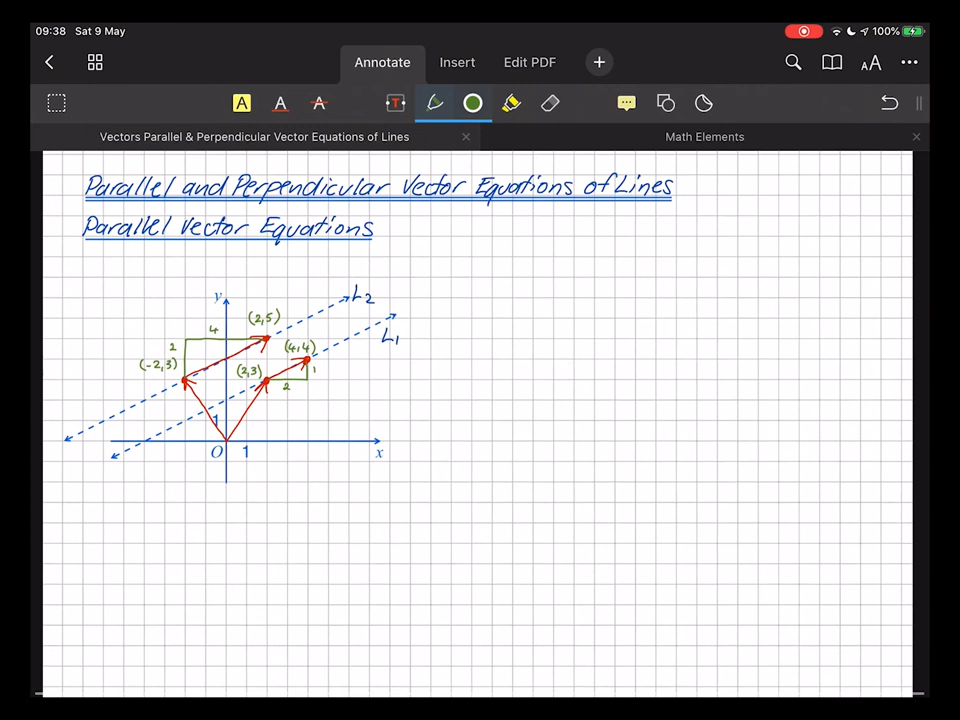 09:38 Sat 9 May 100%
Annotate Insert Edit PDF
A A A T AA
Vectors Parallel & Perpendicular Vector Equations of Lines Math Elements
Parallel and Perpendicular Vector Equations of Lines
Parallel Vector Equations
y L2
(2,5)
4 L1
2 (4,4)
(-2,3) (2,3) 1
2
1
O 1 x